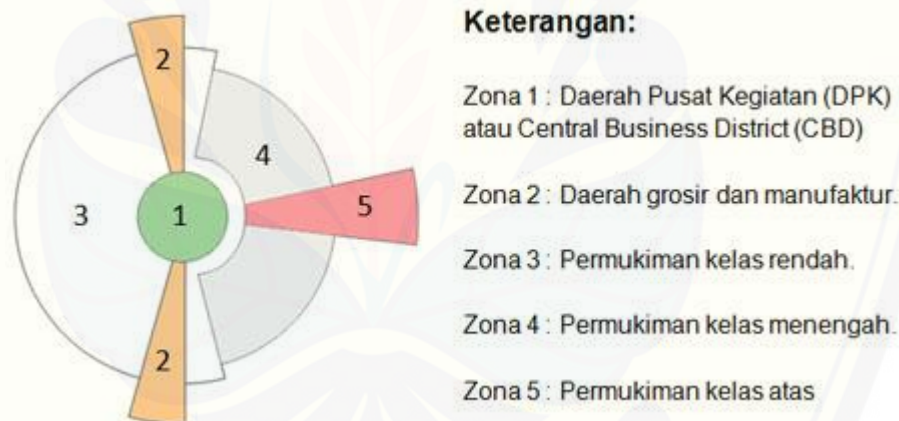 2
3
1
4
5
2
Keterangan:
Zona 1 : Daerah Pusat Kegiatan (DPK)
atau Central Business District (CBD)
Zona 2 : Daerah grosir dan manufaktur.
Zona 3 : Permukiman kelas rendah.
Zona 4 : Permukiman kelas menengah.
Zona 5 : Permukiman kelas atas